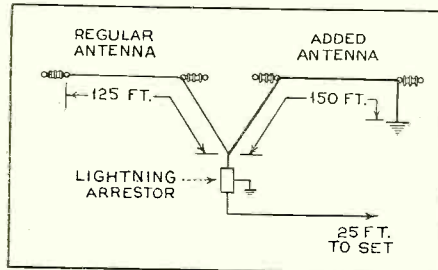 REGULAR
ANTENNA
ADDED
ANTENNA
125 FT.
150 FT.
LIGHTNING
ARRESTOR
25 FT.
TO SET